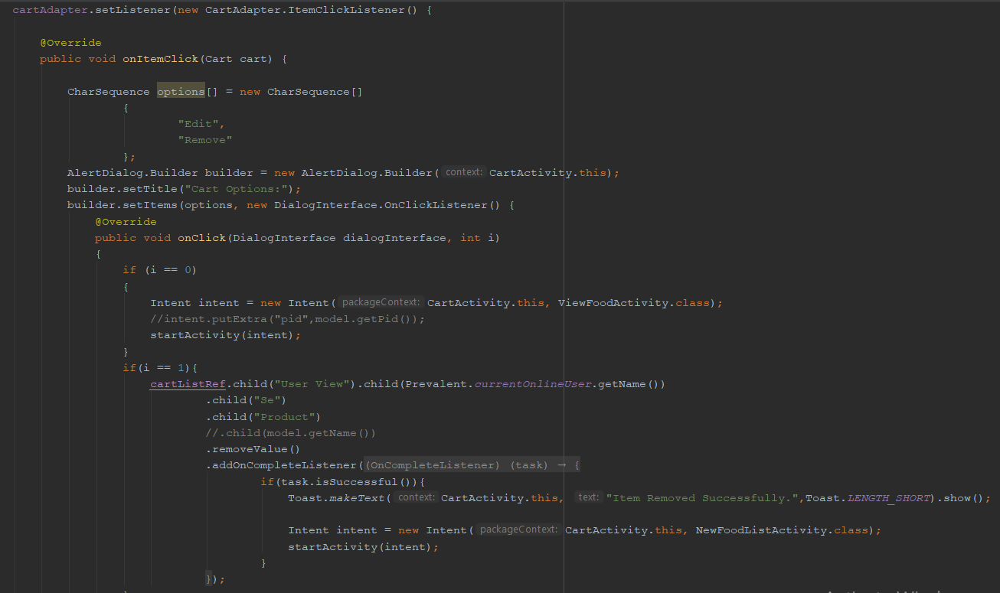 cartAdapter.setListener(new CartAdapter.ItemClickListener() {
@Override
public void onItemClick(Cart cart) {
CharSequence options[] = new CharSequence[]
{
"Edit",
"Remove"
};
AlertDialog.Builder builder = new AlertDialog.Builder( context: CartActivity.this);
builder.setTitle("Cart Options:");
builder.setItems(options, new DialogInterface.OnClickListener() {
@Override
public void onClick(DialogInterface dialogInterface, int i)
{
if (i == 0)
{
Intent intent = new Intent( packageContext: CartActivity.this, ViewFoodActivity.class);
//intent.putExtra("pid",model.getPid());
startActivity(intent);
}
if(i == 1){
cartListRef.child("User View").child(Prevalent.currentOnlineUser.getName())
.child("Se")
.child("Product")
//.child(model.getName())
.removeValue()
.addOnCompleteListener((OnCompleteListener) (task) → {
if(task.isSuccessful()){
Toast.makeText( context: CartActivity.this, text: "Item Removed Successfully.",Toast.LENGTH_SHORT).show();
Intent intent = new Intent( packageContext: CartActivity.this, NewFoodListActivity.class);
startActivity(intent);
}
});